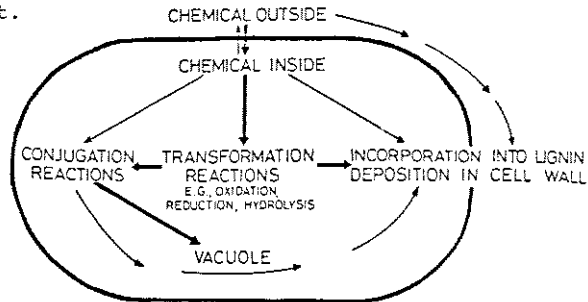 t.
CHEMICAL OUTSIDE
CHEMICAL INSIDE
CONJUGATION
REACTIONS
TRANSFORMATION
REACTIONS
E.G., OXIDATION,
REDUCTION, HYDROLYSIS
INCORPORATION INTO LIGNIN
DEPOSITION IN CELL WALL
VACUOLE